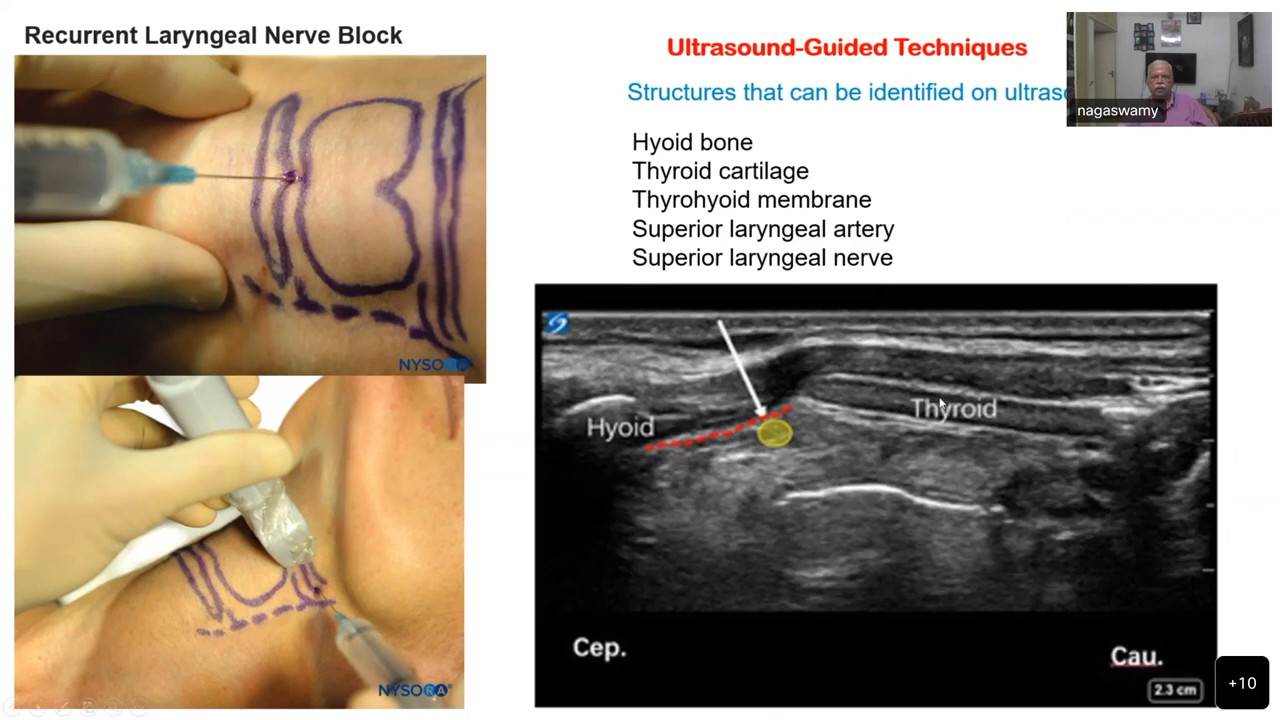 Recurrent Laryngeal Nerve Block
NYSORA®
NYSORA®
Ultrasound-Guided Techniques
Structures that can be identified on
nagaswamy
Hyoid bone
Thyroid cartilage
Thyrohyoid membrane
Superior laryngeal artery
Superior laryngeal nerve
Hyoid
Thyroid
Cep.
Cau.
2.3 cm
+10